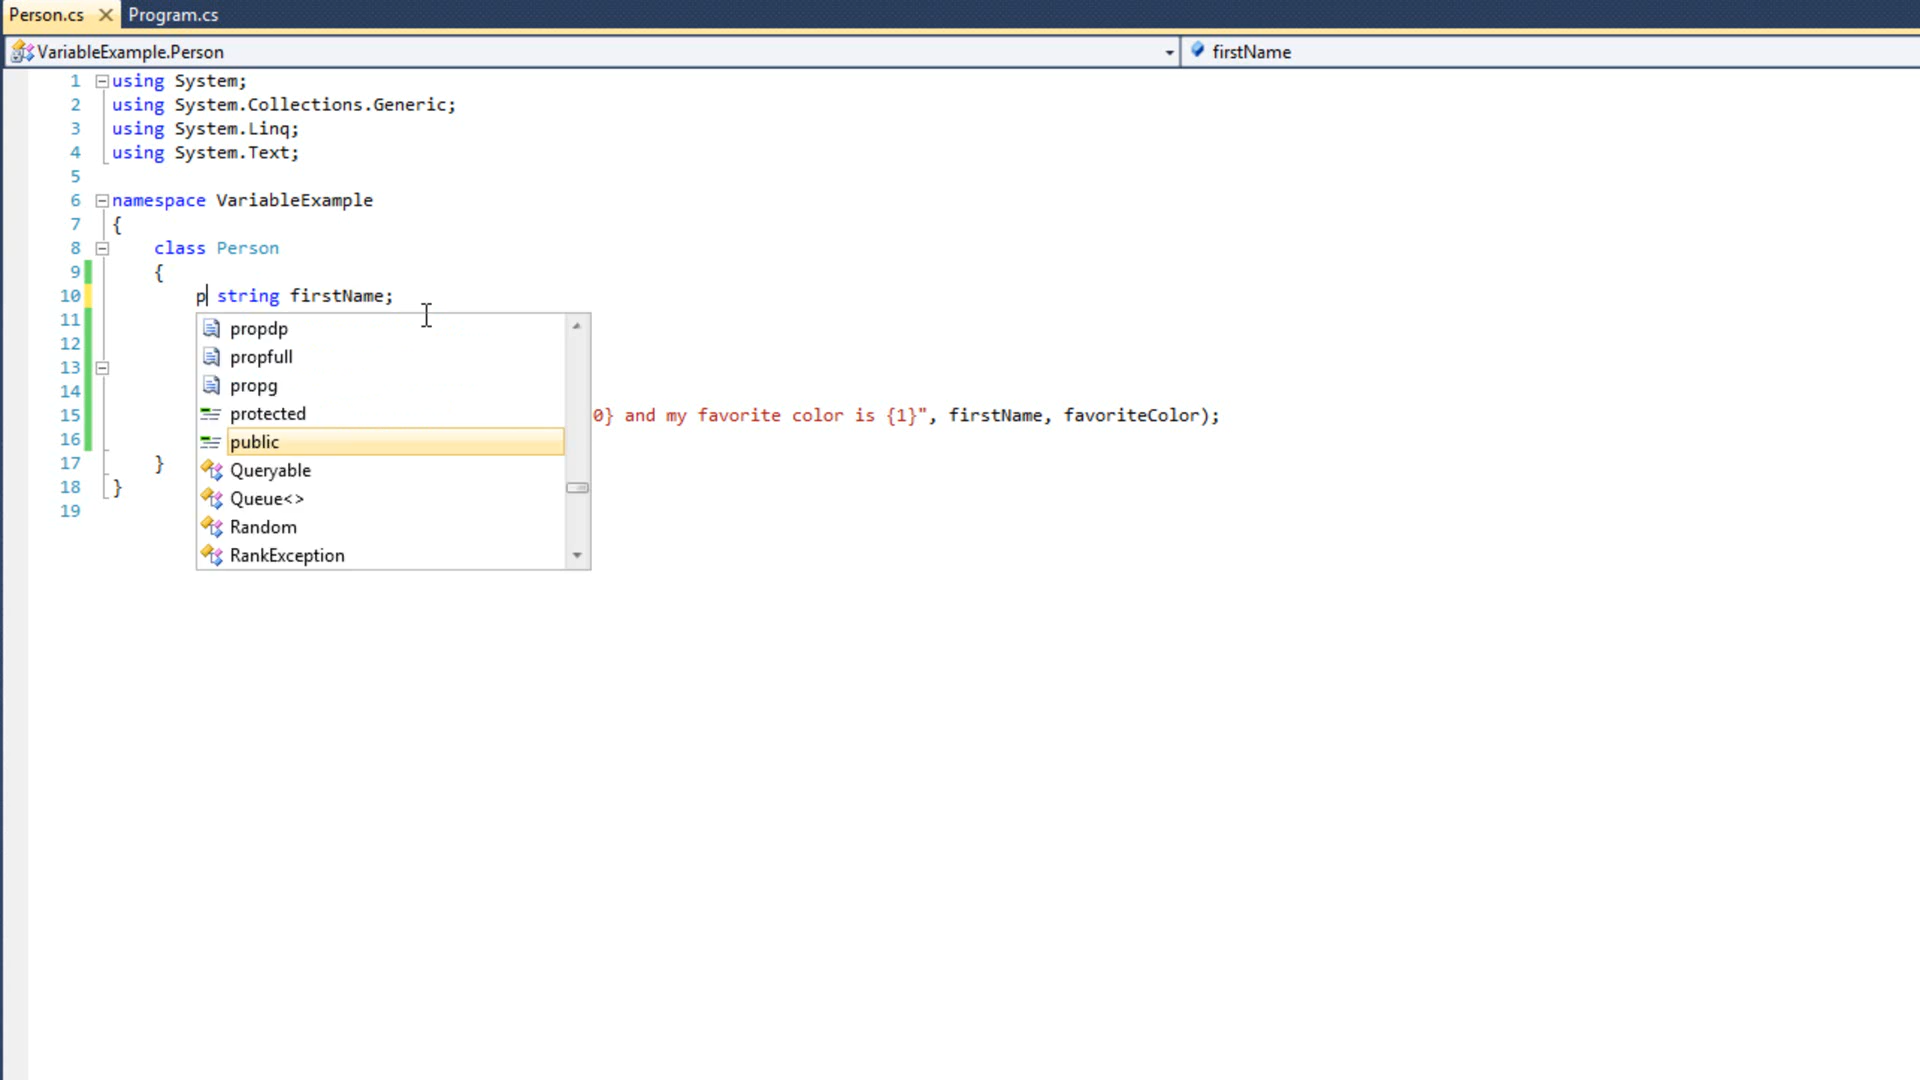 Person.cs Program.cs
VariableExample.Person firstName
1 using System;
2 using System.Collections.Generic;
3 using System.Linq;
4 using System.Text;
5
6 namespace VariableExample
7 {
8 class Person
9 {
10 p string firstName;
11
12
13
14
15 0} and my favorite color is {1}", firstName, favoriteColor);
16
17 }
18 }
19
propdp
propfull
propg
protected
public
Queryable
Queue<>
Random
RankException